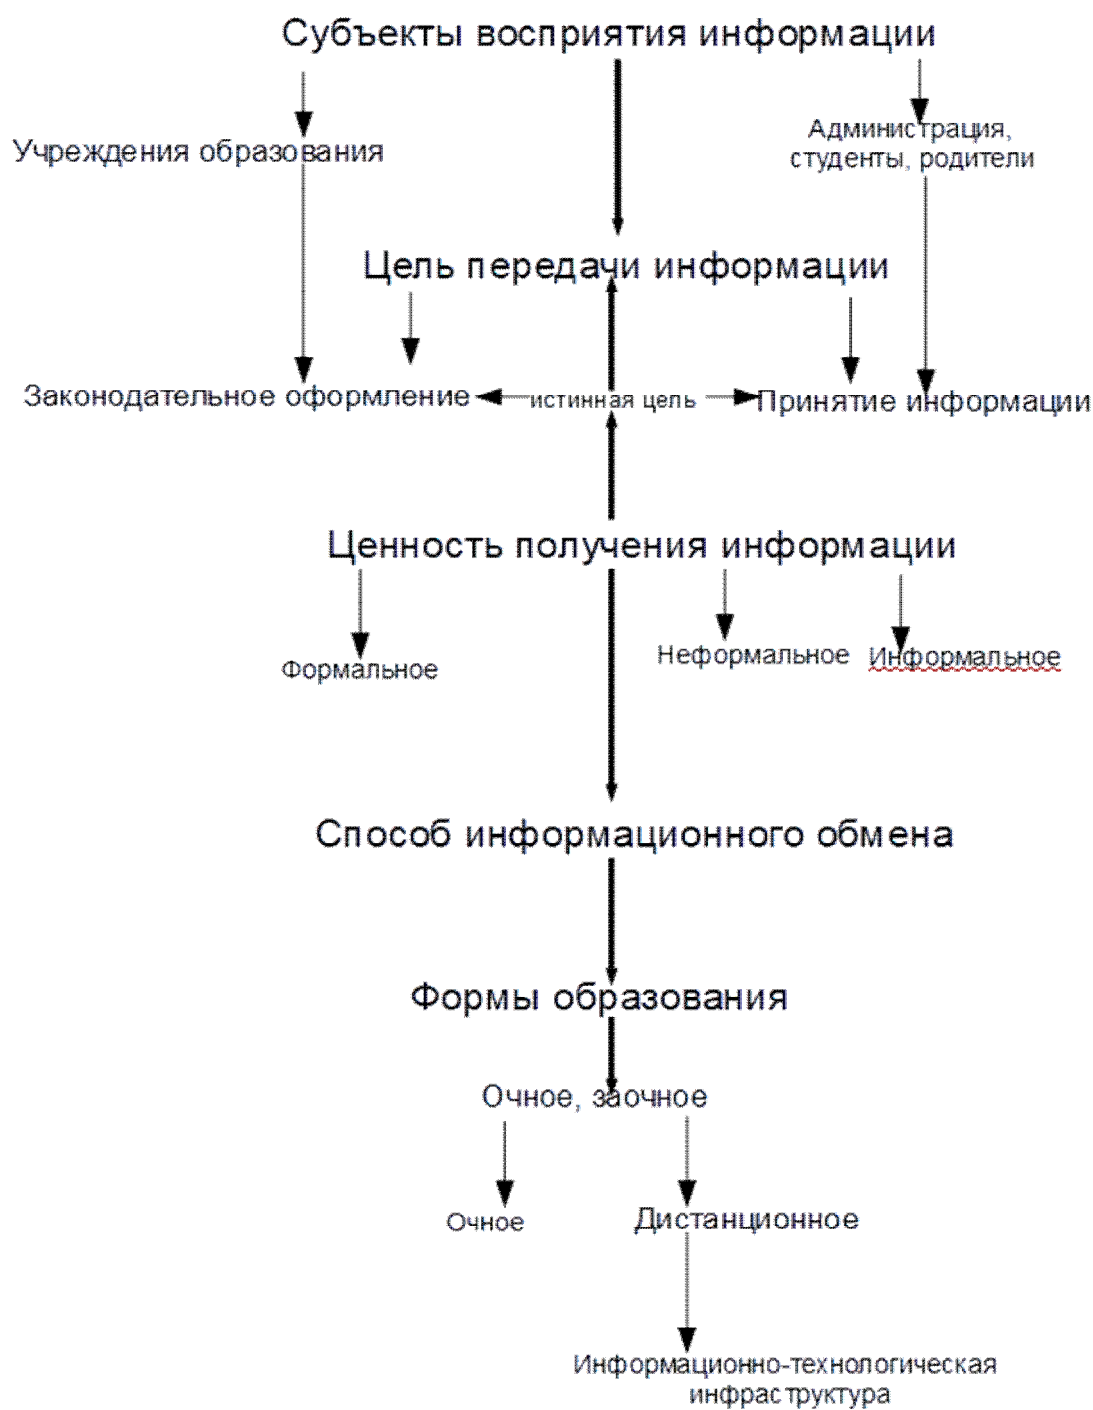 Субъекты восприятия информации
Учреждения образования
Администрация,
студенты, родители
Цель передачи информации
Законодательное оформление
истинная цель
Принятие информации
Ценность получения информации
Формальное
Неформальное
Информальное
Способ информационного обмена
Формы образования
Очное, заочное
Очное
Дистанционное
Информационно-технологическая
инфраструктура